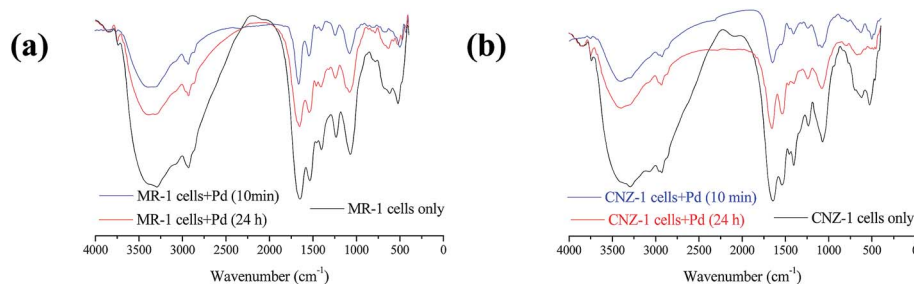 (a)
MR-1 cells+Pd (10min)
MR-1 cells+Pd (24 h)
MR-1 cells only
4000 3500 3000 2500 2000 1500 1000 500 0
Wavenumber (cm⁻¹)
(b)
CNZ-1 cells+Pd (10 min)
CNZ-1 cells+Pd (24 h)
CNZ-1 cells only
4000 3500 3000 2500 2000 1500 1000 500 0
Wavenumber (cm⁻¹)